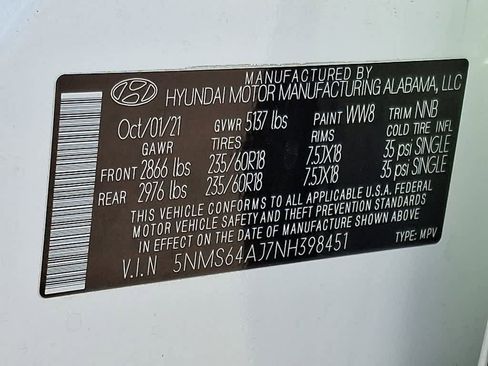 MANUFACTURED BY
HYUNDAI MOTOR MANUFACTURING ALABAMA, LLC
Oct/01/21 GVWR 5137 lbs PAINT WW8 TRIM NNB
GAWR TIRES RIMS COLD TIRE INFL
FRONT 2866 lbs 235/60R18 7.5JX18 35 psi SINGLE
REAR 2976 lbs 235/60R18 7.5JX18 35 psi SINGLE
THIS VEHICLE CONFORMS TO ALL APPLICABLE U.S.A. FEDERAL
MOTOR VEHICLE SAFETY AND THEFT PREVENTION STANDARDS
IN EFFECT ON THE DATE OF MANUFACTURE SHOWN ABOVE.
V.I.N 5NMS64AJ7NH398451 TYPE: MPV